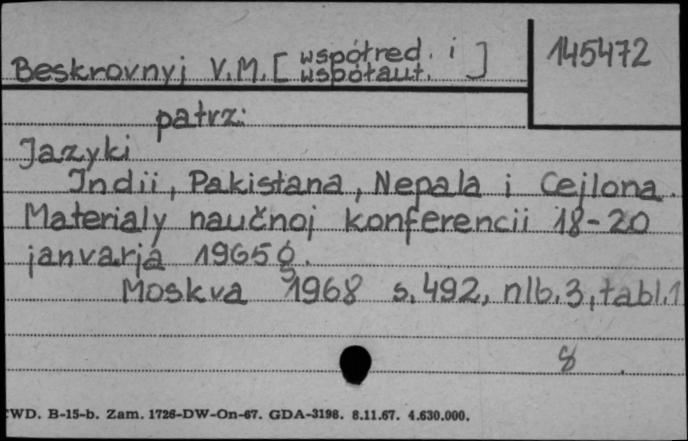 Beskrovnyj V.M. [współred. i współaut.] 145472
patrz:
Jazyki
Indii, Pakistana, Nepala i Cejlona.
Materialy naučnoj konferencii 18-20
janvarja 1965 g.
Moskva 1968 s. 492, nlb. 3, tabl. 1
8
WD. B-15-b. Zam. 1726-DW-On-67. GDA-3198. 8.11.67. 4.630.000.